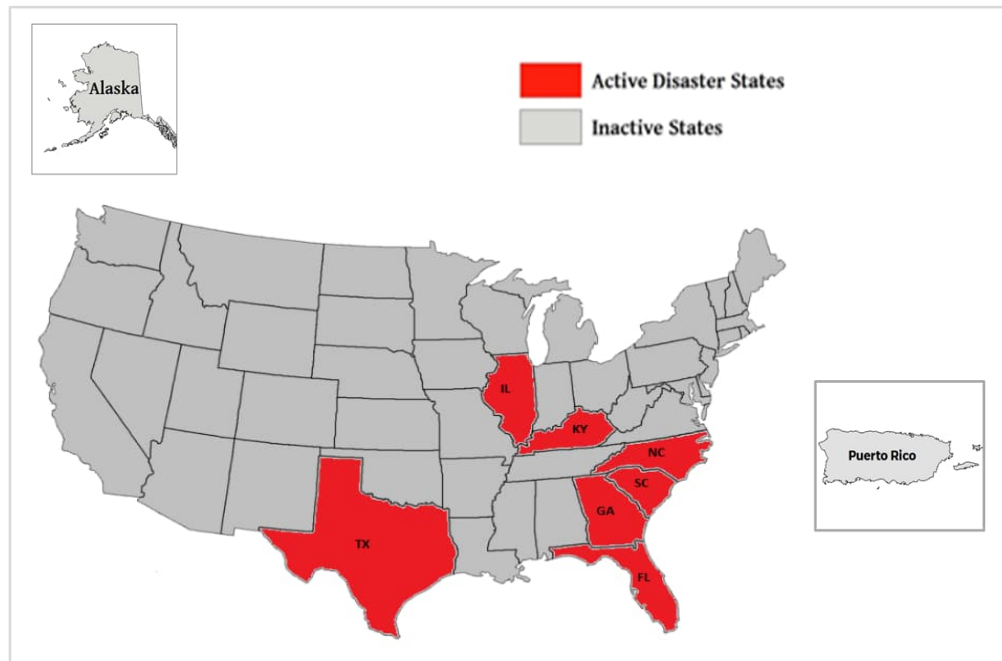 Alaska
Active Disaster States
Inactive States
IL
KY
NC
SC
GA
TX
FL
Puerto Rico